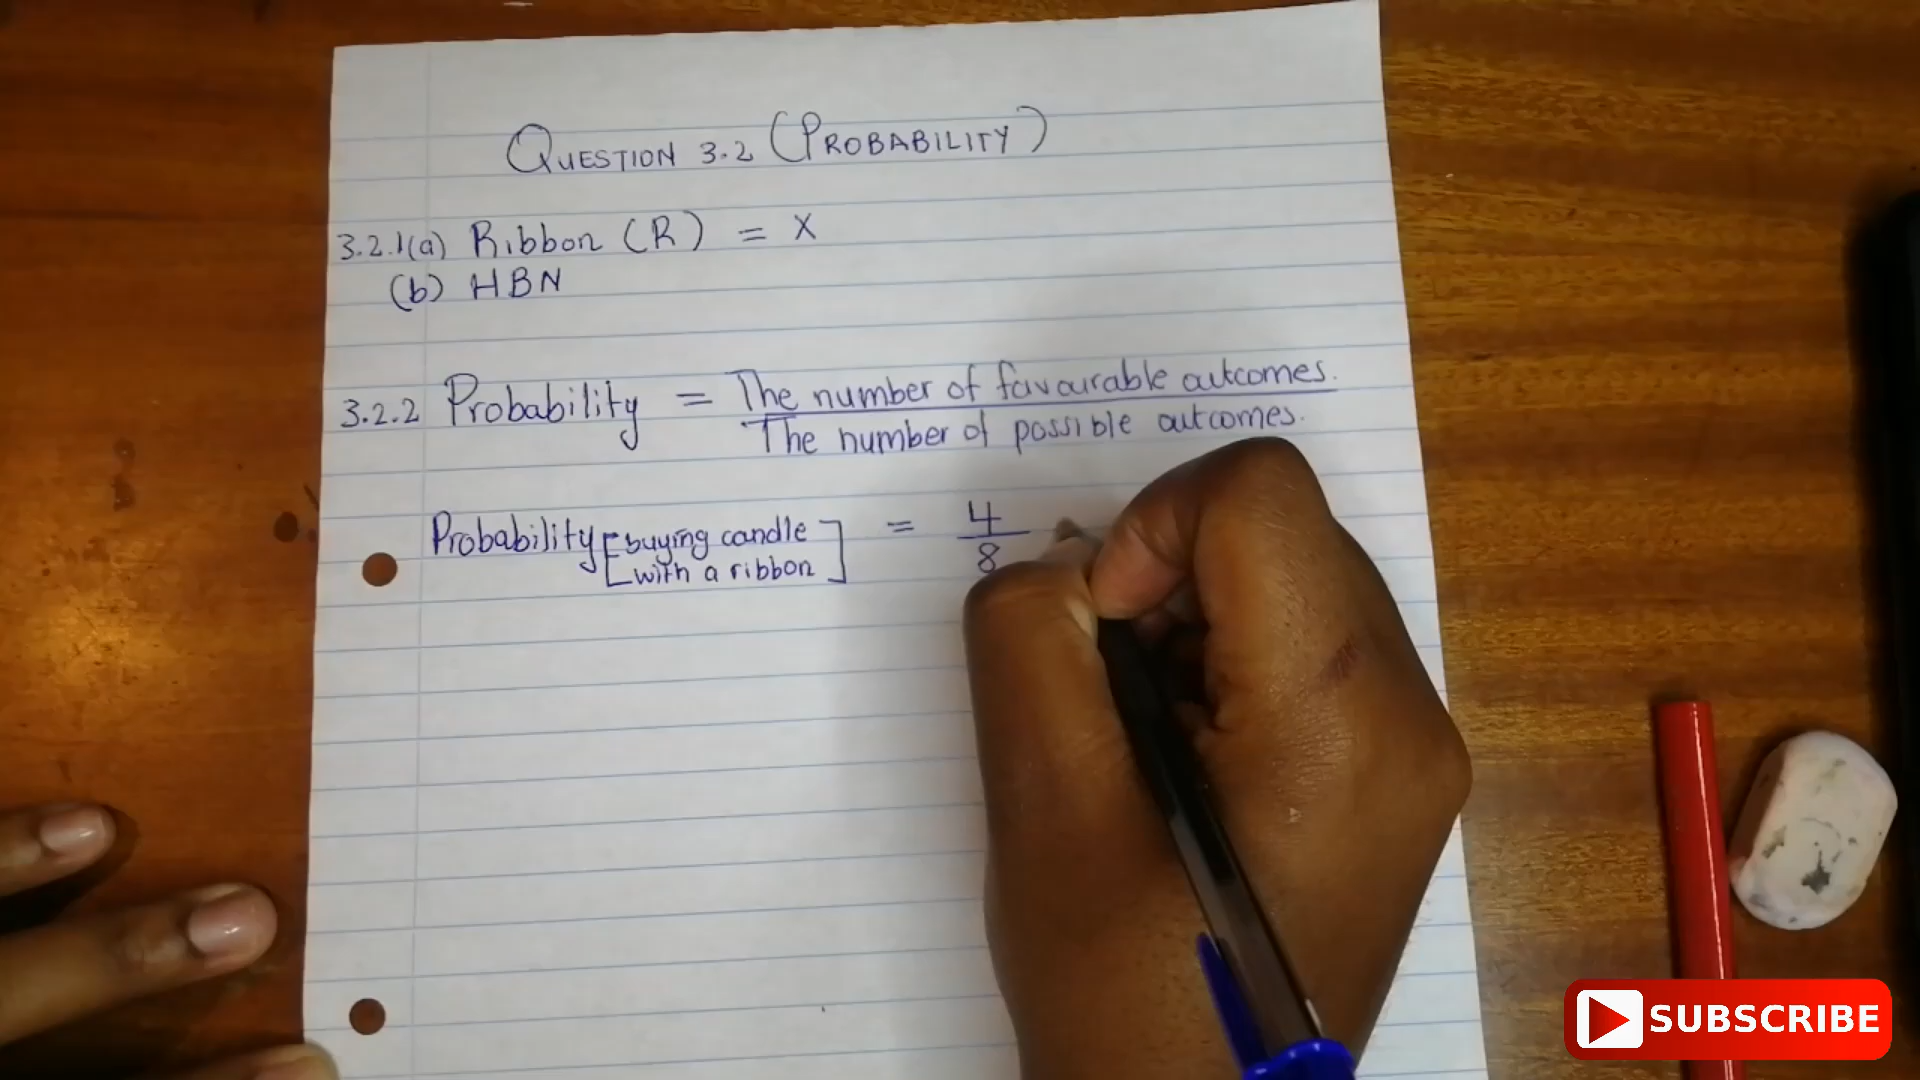 QUESTION 3.2 (PROBABILITY)
3.2.1(a) Ribbon (R) = X
(b) HBN
3.2.2 Probability = The number of favourable outcomes.
The number of possible outcomes.
Probability [buying candle with a ribbon] = 4/8
SUBSCRIBE